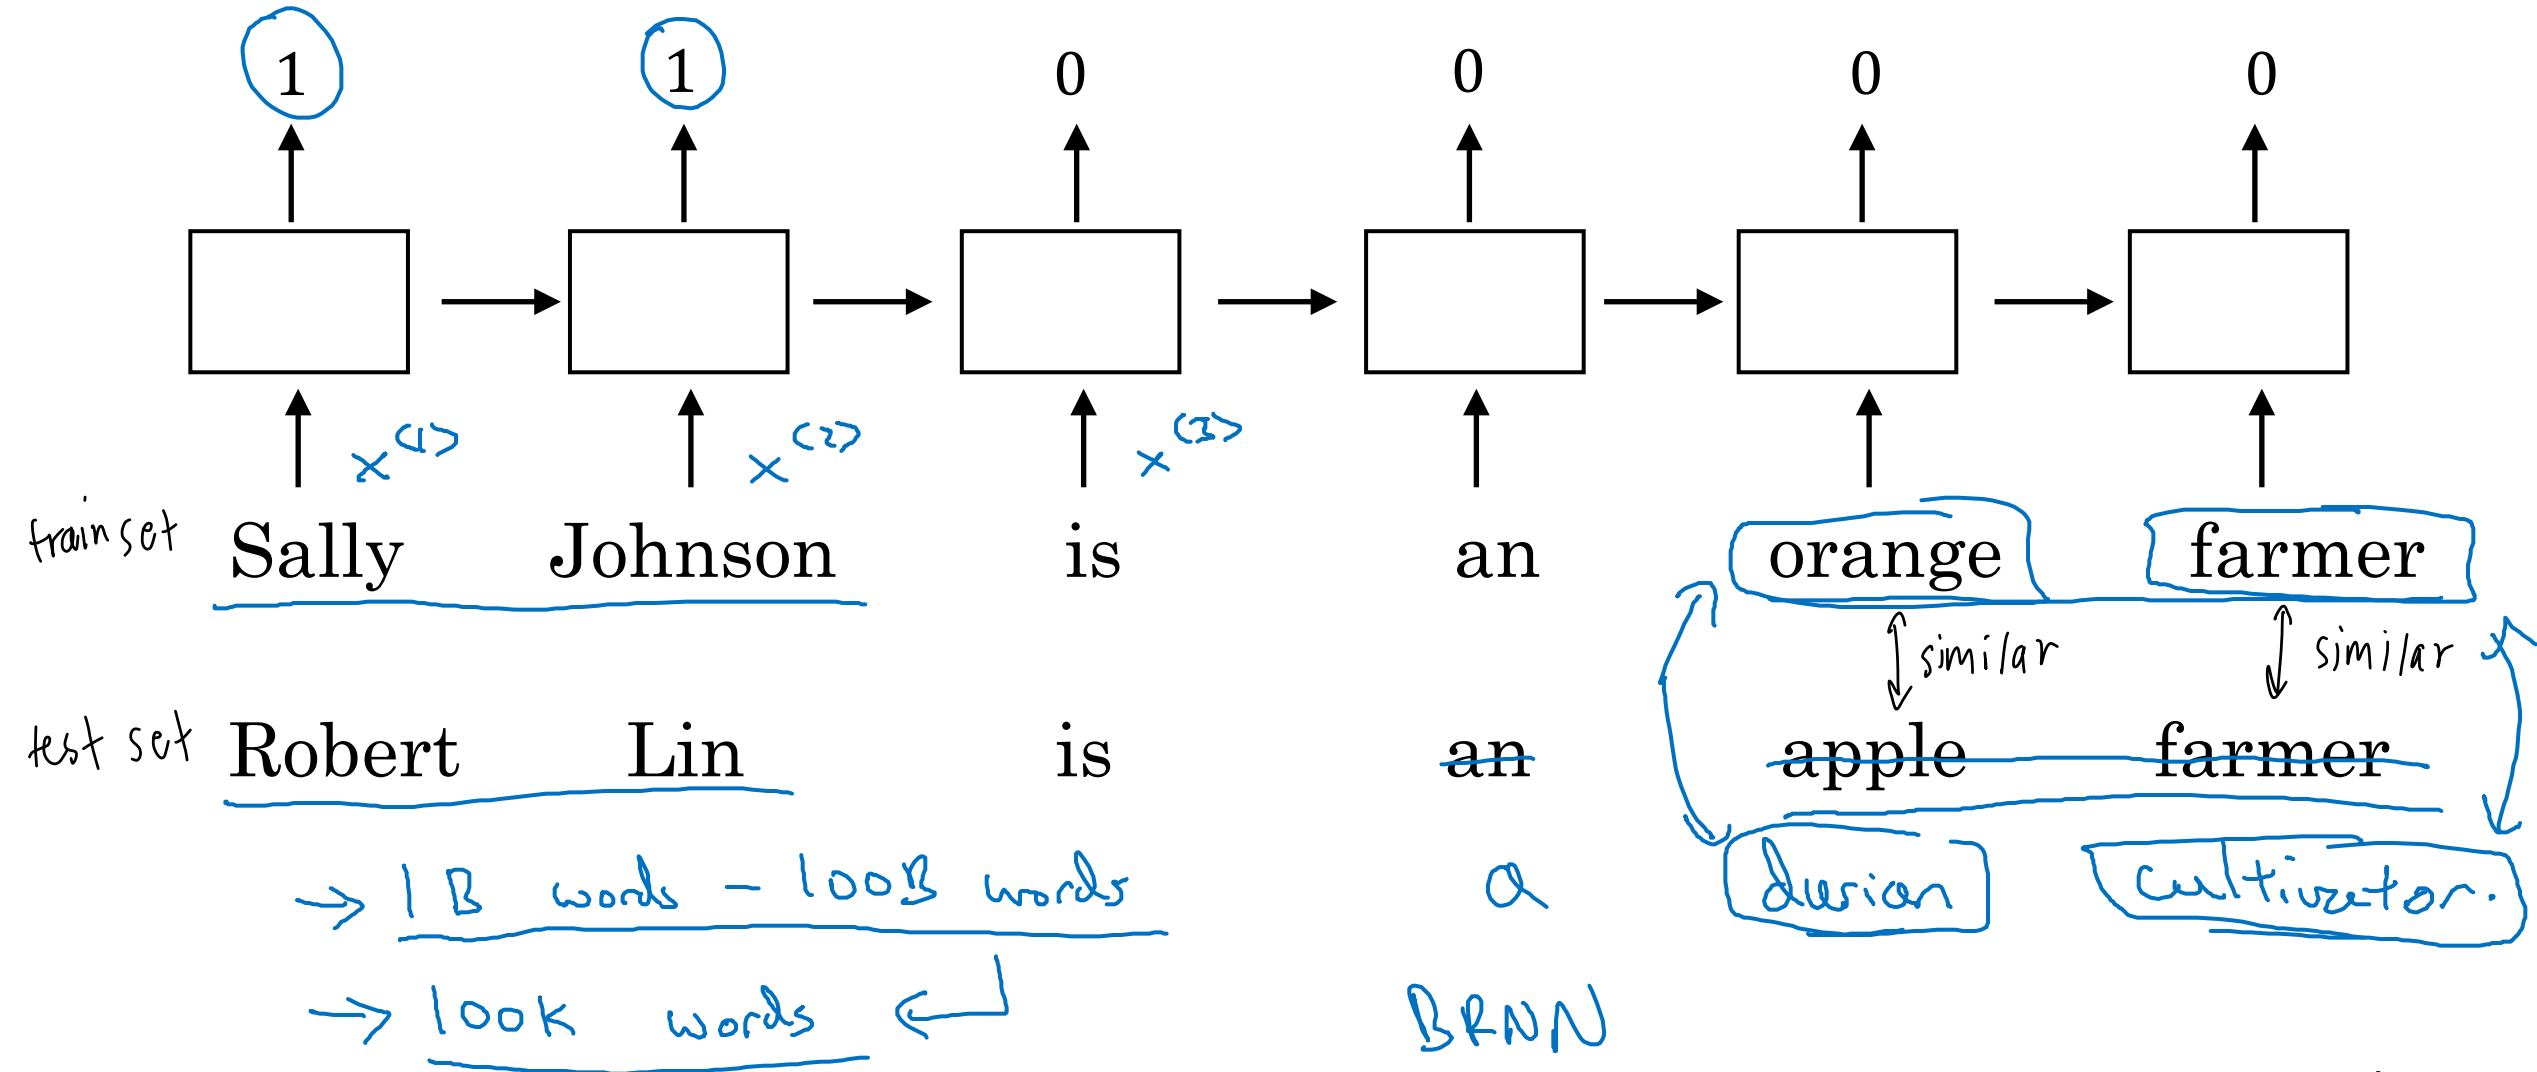 1 1 0 0 0 0
x<1> x<2> x<3>
train set Sally Johnson is an orange farmer
similar similar
test set Robert Lin is an apple farmer
→ 1B words – 100B words a durian cultivator.
→ 100K words BRNN